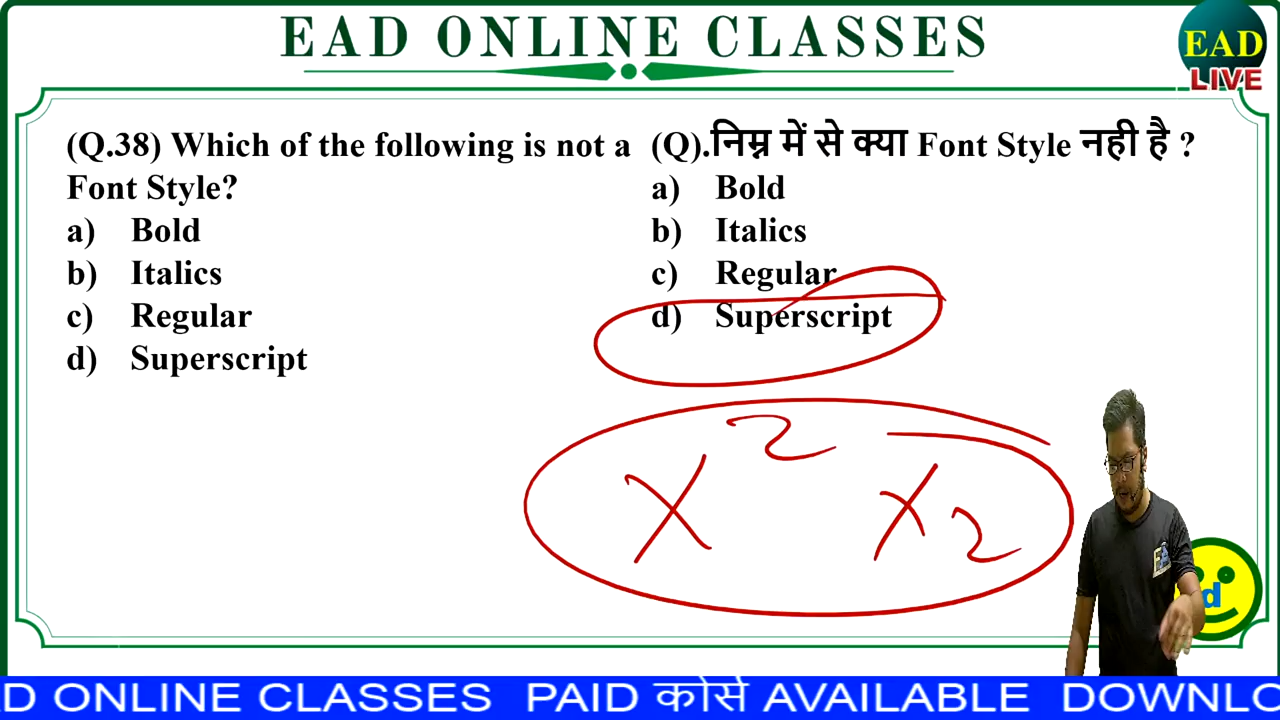 EAD ONLINE CLASSES
EAD
LIVE
(Q.38) Which of the following is not a
Font Style?
a) Bold
b) Italics
c) Regular
d) Superscript
(Q).निम्न में से क्या Font Style नही है ?
a) Bold
b) Italics
c) Regular
d) Superscript
X² X₂
d
D ONLINE CLASSES PAID कोर्स AVAILABLE DOWNLO